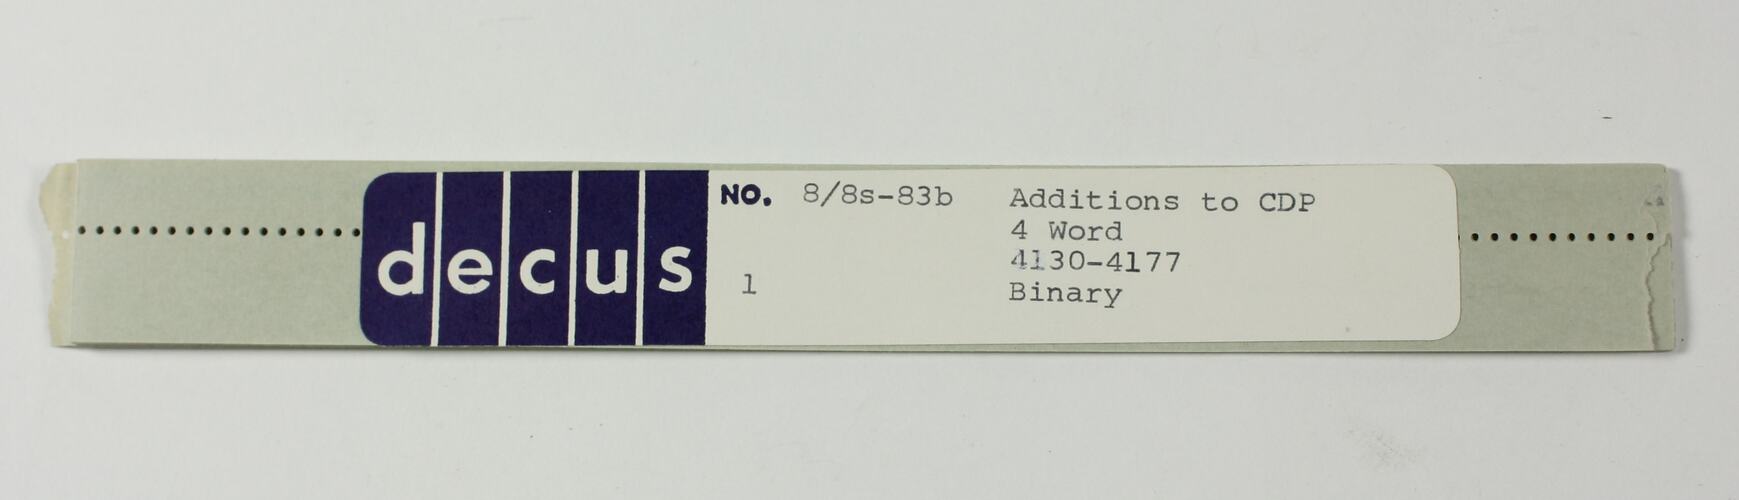 decus
NO. 8/8s-83b
1
Additions to CDP
4 Word
4130-4177
Binary